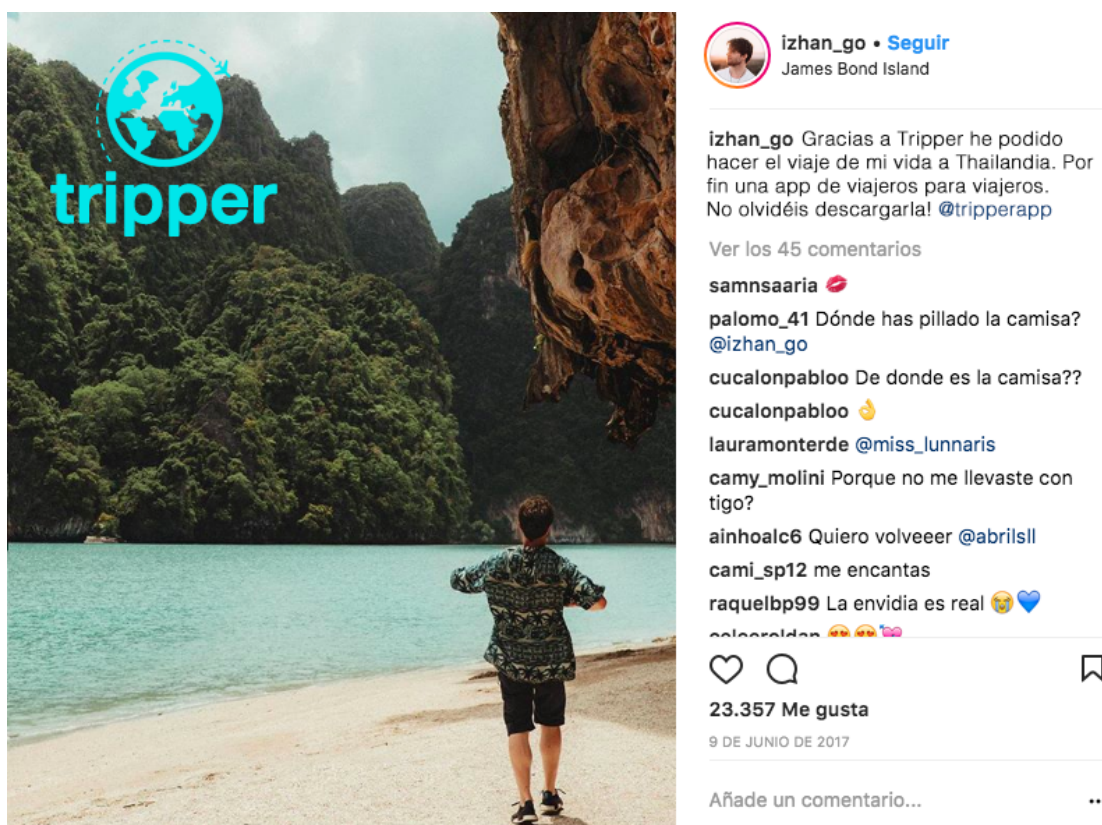 tripper
izhan_go • Seguir
James Bond Island
izhan_go Gracias a Tripper he podido
hacer el viaje de mi vida a Thailandia. Por
fin una app de viajeros para viajeros.
No olvidéis descargarla! @tripperapp
Ver los 45 comentarios
samnsaaria 💋
palomo_41 Dónde has pillado la camisa?
@izhan_go
cucalonpabloo De donde es la camisa??
cucalonpabloo 👌
lauramonterde @miss_lunnaris
camy_molini Porque no me llevaste con
tigo?
ainhoalc6 Quiero volveeer @abrilsll
cami_sp12 me encantas
raquelbp99 La envidia es real 😭💙
23.357 Me gusta
9 DE JUNIO DE 2017
Añade un comentario...